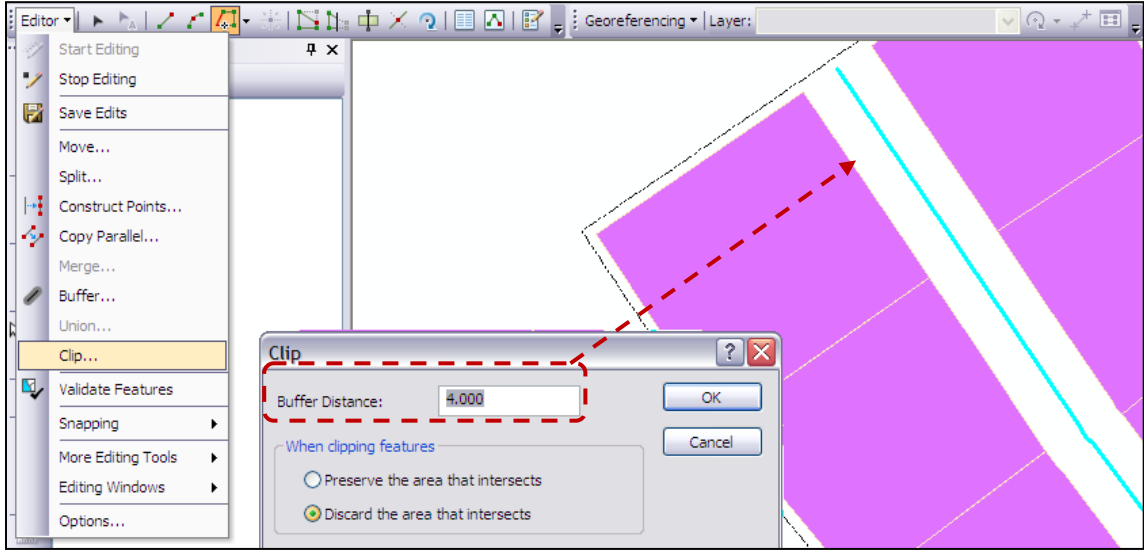 Editor
Georeferencing
Layer:
Start Editing
Stop Editing
Save Edits
Move...
Split...
Construct Points...
Copy Parallel...
Merge...
Buffer...
Union...
Clip...
Validate Features
Snapping
More Editing Tools
Editing Windows
Options...
Clip
Buffer Distance: 4.000
OK
Cancel
When clipping features
Preserve the area that intersects
Discard the area that intersects